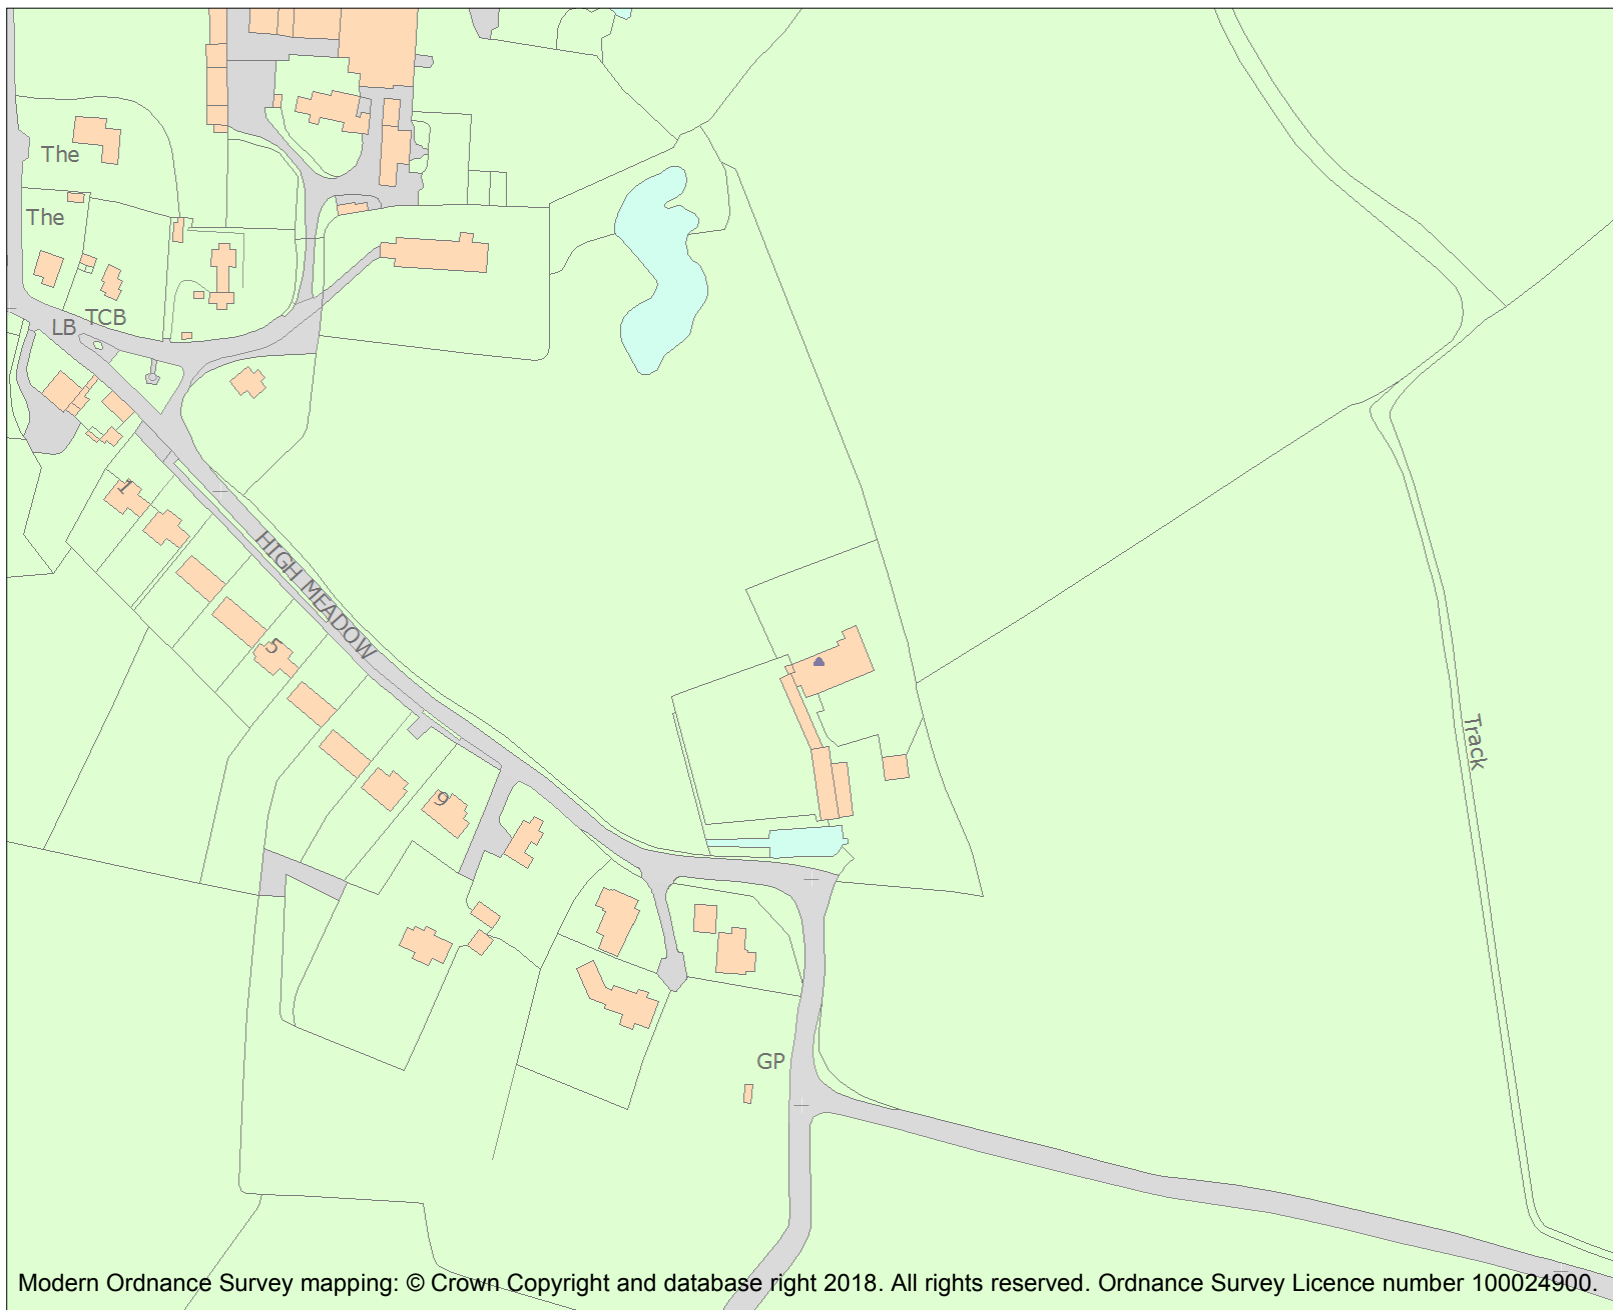 The
The
LB
TCB
1
HIGH MEADOW
5
Track
9
GP
Modern Ordnance Survey mapping: © Crown Copyright and database right 2018. All rights reserved. Ordnance Survey Licence number 100024900.